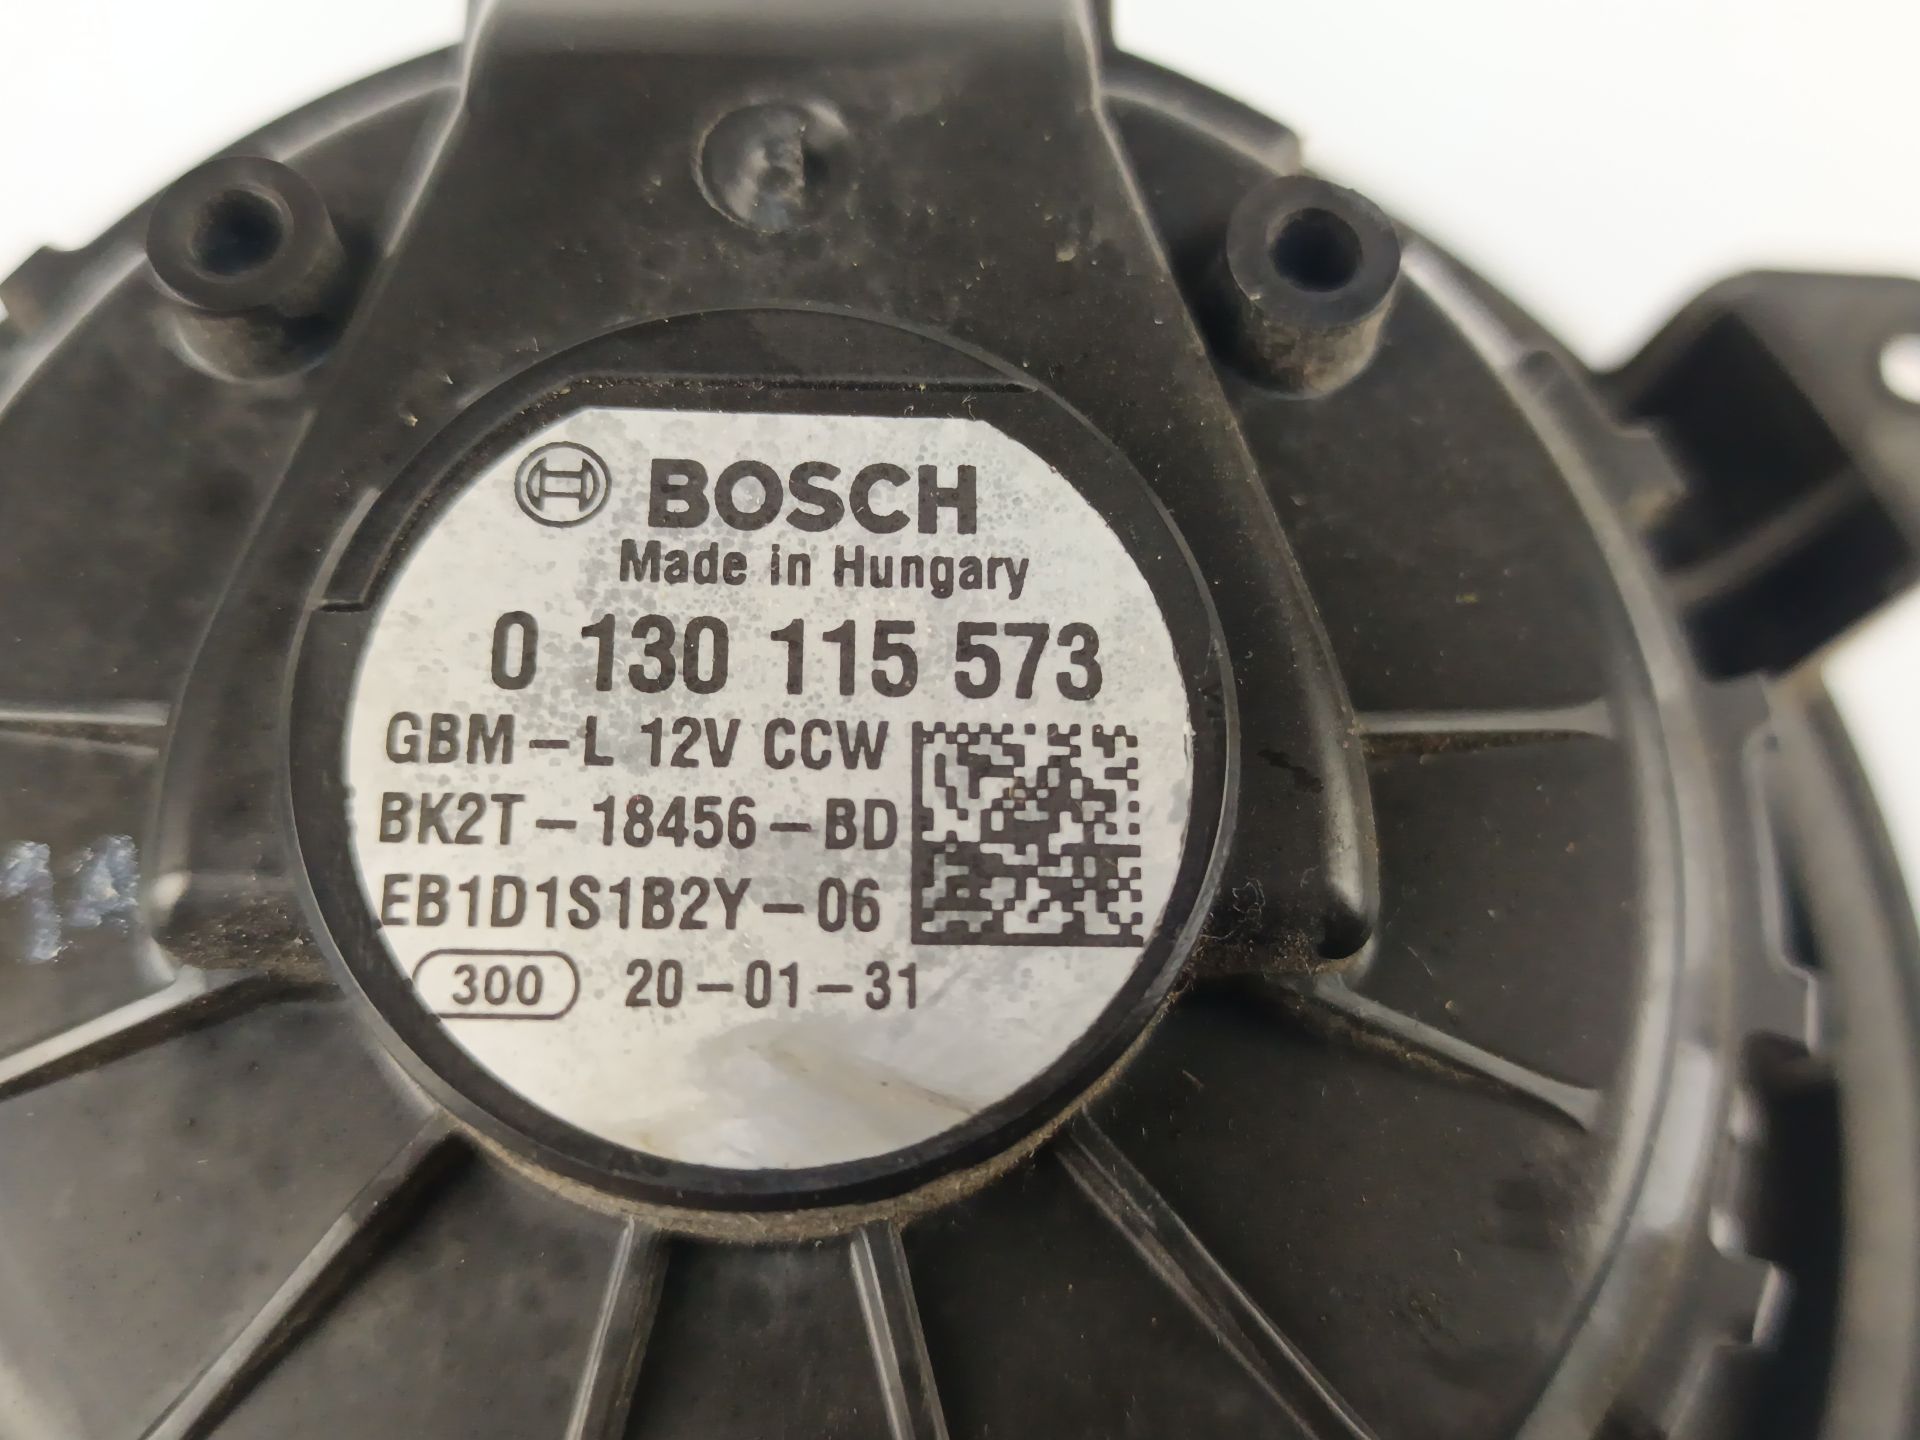 BOSCH
Made in Hungary
0 130 115 573
GBM-L 12V CCW
BK2T-18456-BD
EB1D1S1B2Y-06
300 20-01-31
14